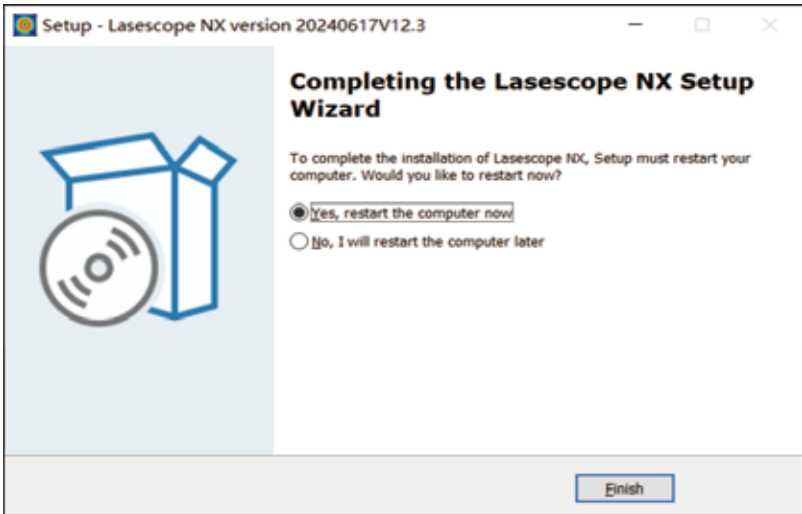 Setup - Lasescope NX version 20240617V12.3
Completing the Lasescope NX Setup
Wizard
To complete the installation of Lasescope NX, Setup must restart your
computer. Would you like to restart now?
Yes, restart the computer now
No, I will restart the computer later
Finish